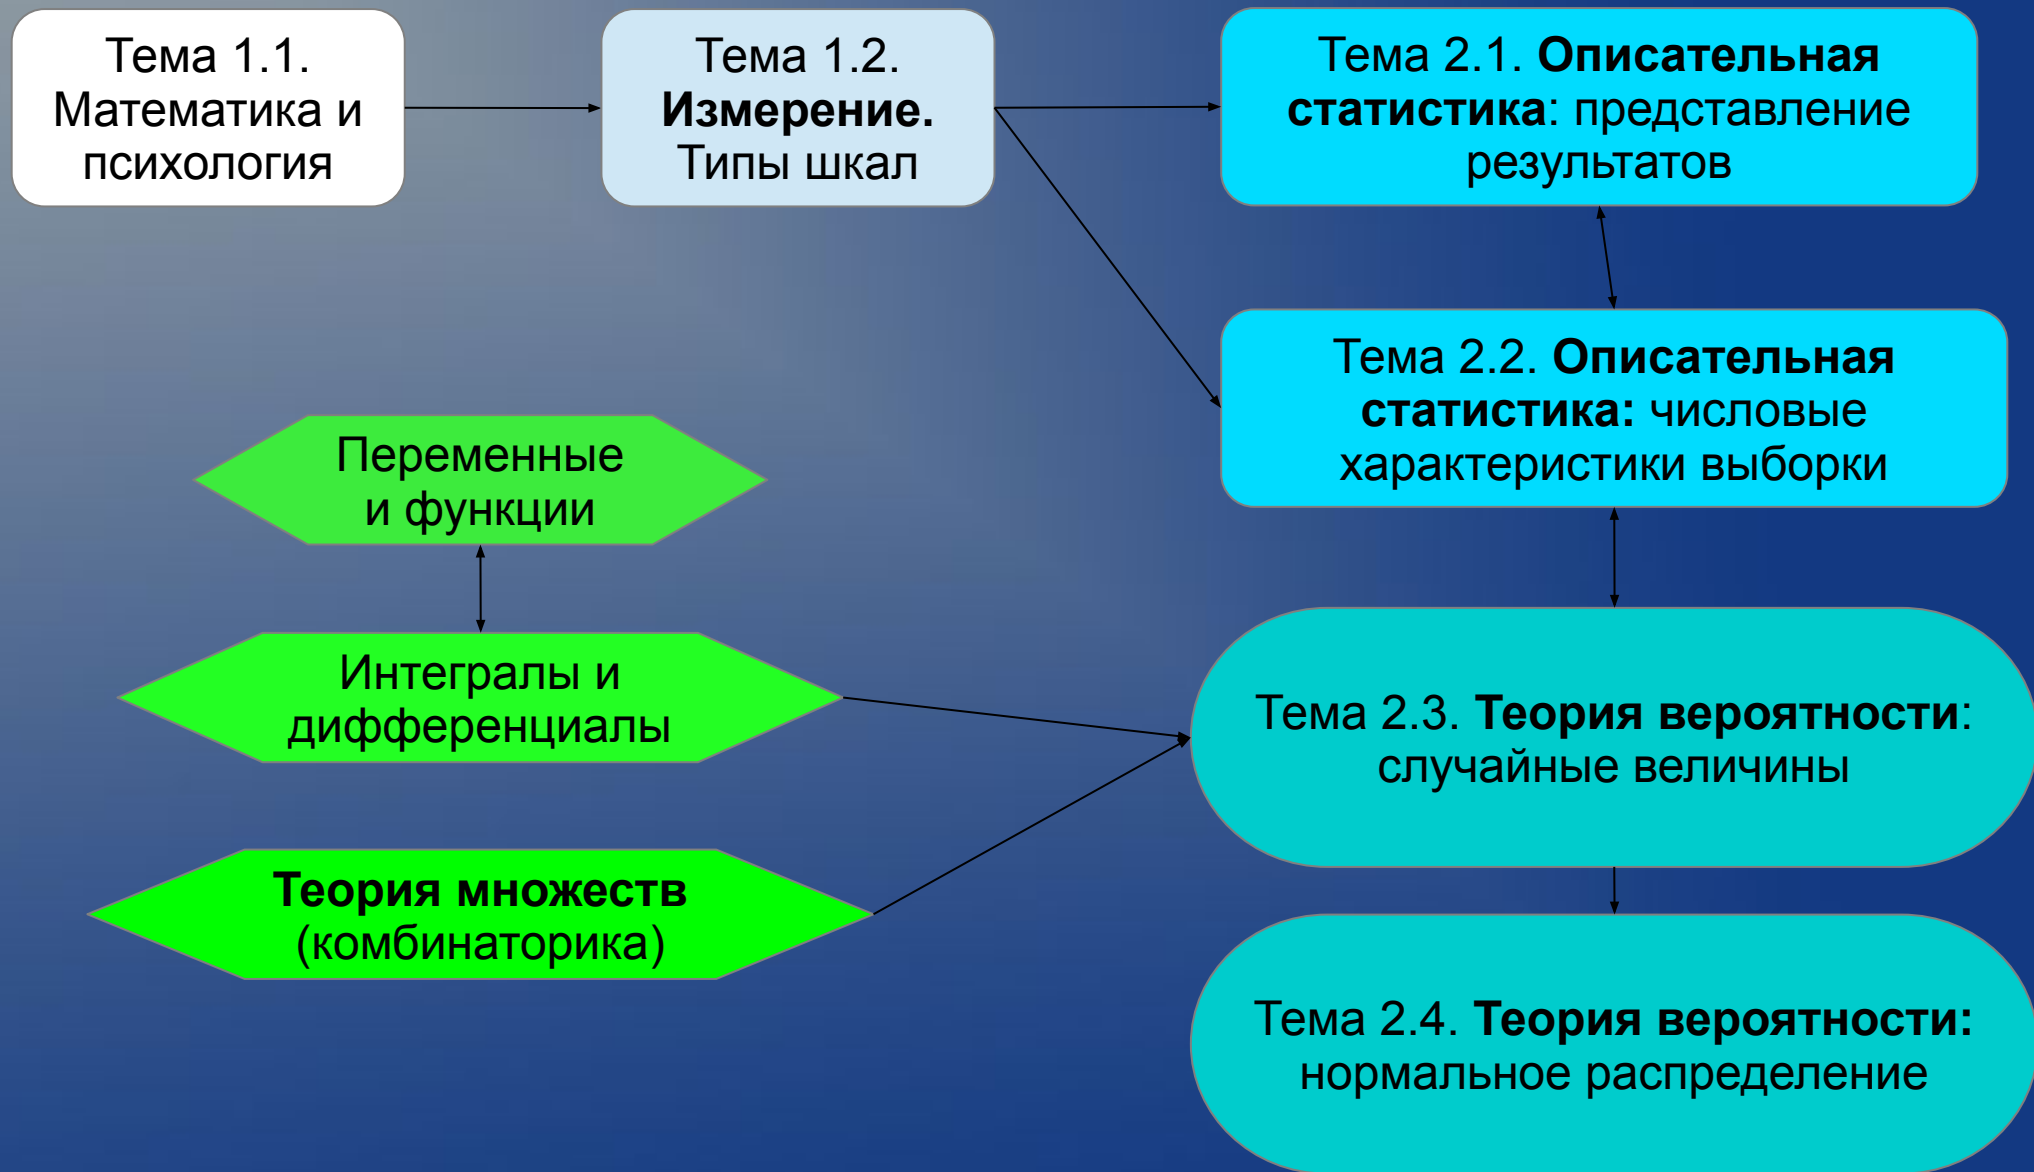 Тема 1.1.
Математика и
психология
Тема 1.2.
Измерение.
Типы шкал
Тема 2.1. Описательная
статистика: представление
результатов
Тема 2.2. Описательная
статистика: числовые
характеристики выборки
Переменные
и функции
Интегралы и
дифференциалы
Тема 2.3. Теория вероятности:
случайные величины
Теория множеств
(комбинаторика)
Тема 2.4. Теория вероятности:
нормальное распределение